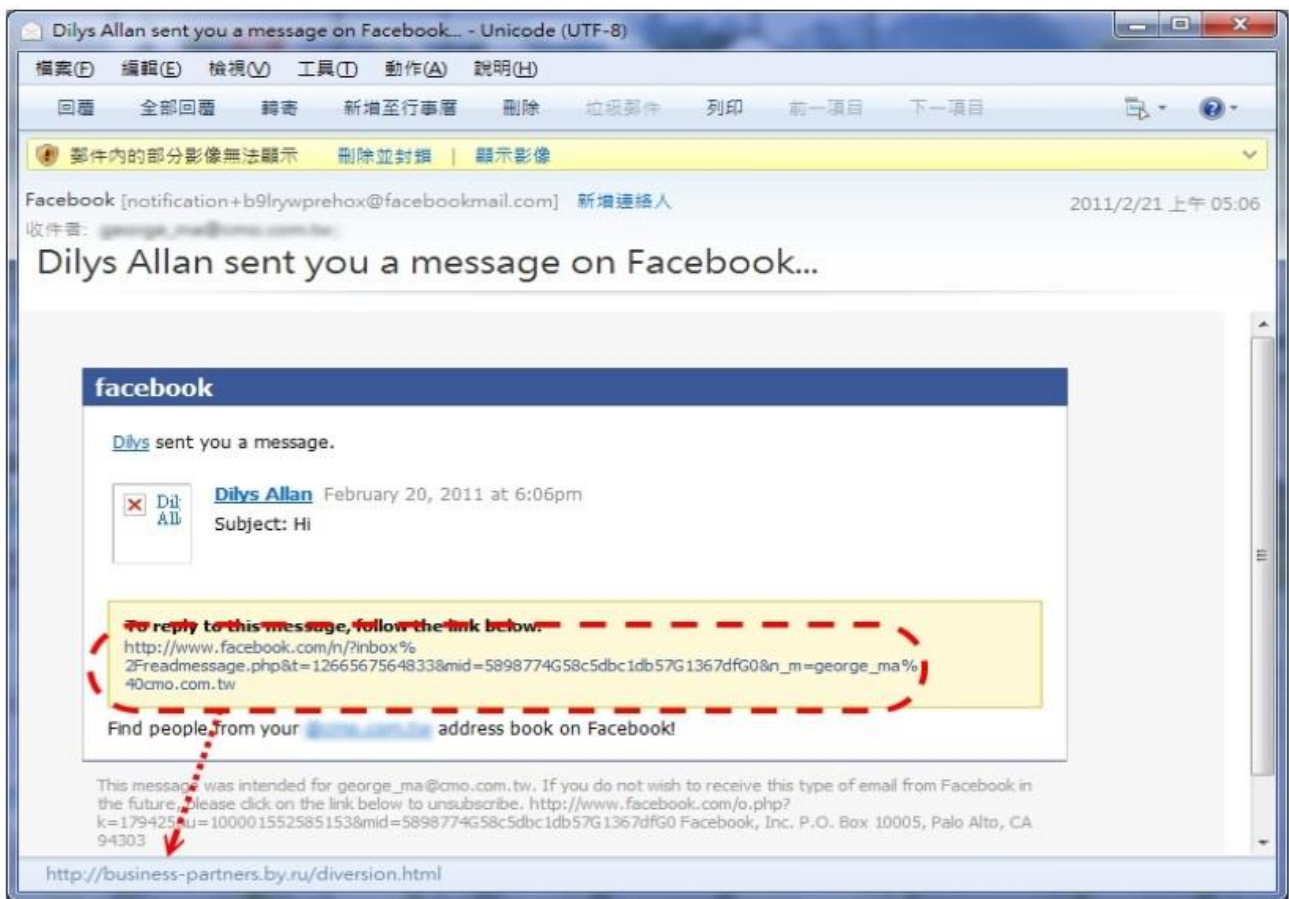 Dilys Allan sent you a message on Facebook... - Unicode (UTF-8)
檔案(F) 編輯(E) 檢視(V) 工具(T) 動作(A) 說明(H)
回覆 全部回覆 轉寄 新增至行事曆 刪除 垃圾郵件 列印 前一項目 下一項目
郵件內的部分影像無法顯示 刪除並封鎖 | 顯示影像
Facebook [notification+b9lrywprehox@facebookmail.com] 新增連絡人 2011/2/21 上午 05:06
收件者:
Dilys Allan sent you a message on Facebook...
facebook
Dilys sent you a message.
Dil
All
Dilys Allan February 20, 2011 at 6:06pm
Subject: Hi
To reply to this message, follow the link below:
http://www.facebook.com/n/?inbox%
2Freadmessage.php&t=1266567564833&mid=5898774G58c5dbc1db57G1367dfG0&n_m=george_ma%
40cmo.com.tw
Find people from your address book on Facebook!
This message was intended for george_ma@cmo.com.tw. If you do not wish to receive this type of email from Facebook in
the future, please click on the link below to unsubscribe. http://www.facebook.com/o.php?
k=179425&u=100001552585153&mid=5898774G58c5dbc1db57G1367dfG0 Facebook, Inc. P.O. Box 10005, Palo Alto, CA
94303
http://business-partners.by.ru/diversion.html